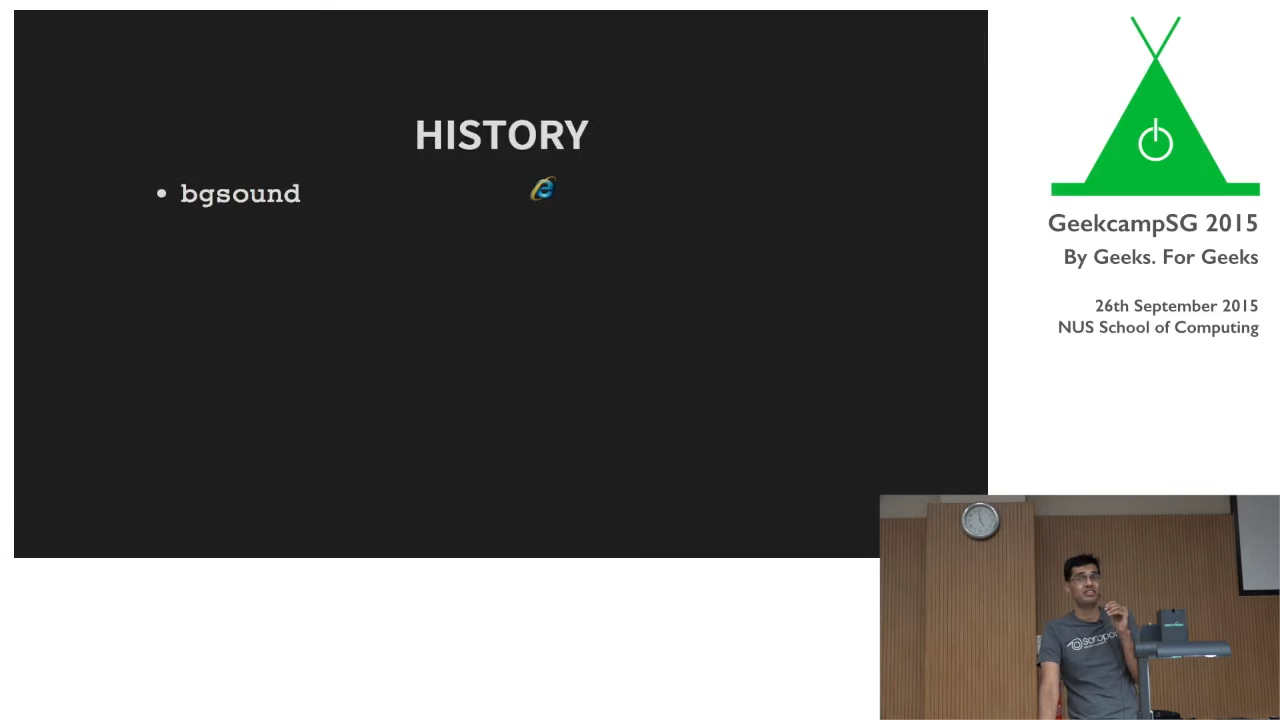 HISTORY
• bgsound
GeekcampSG 2015
By Geeks. For Geeks
26th September 2015
NUS School of Computing